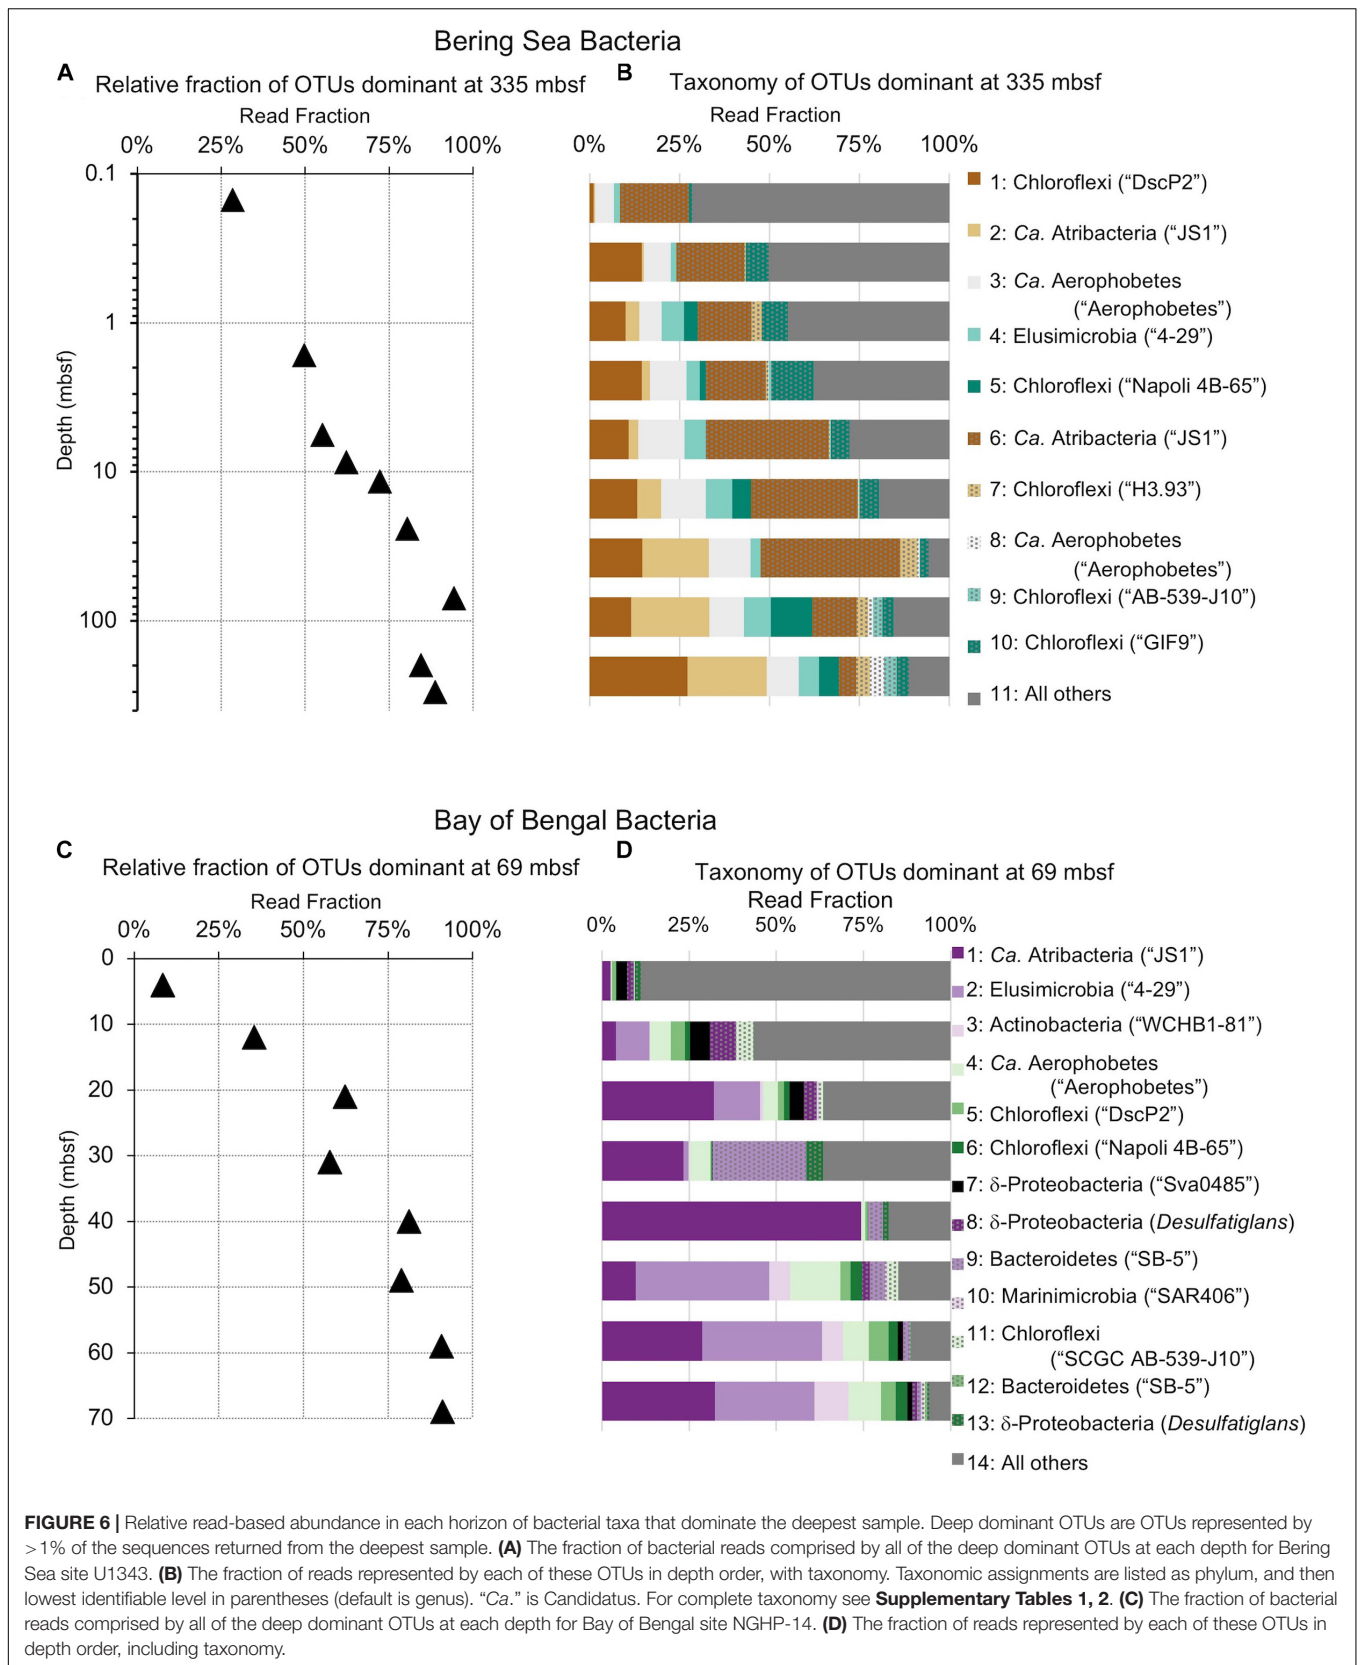 Bering Sea Bacteria
A
Relative fraction of OTUs dominant at 335 mbsf
Read Fraction
0% 25% 50% 75% 100%
0.1
1
10
100
Depth (mbsf)
B
Taxonomy of OTUs dominant at 335 mbsf
Read Fraction
0% 25% 50% 75% 100%
1: Chloroflexi (“DscP2”)
2: Ca. Atribacteria (“JS1”)
3: Ca. Aerophobetes
(“Aerophobetes”)
4: Elusimicrobia (“4-29”)
5: Chloroflexi (“Napoli 4B-65”)
6: Ca. Atribacteria (“JS1”)
7: Chloroflexi (“H3.93”)
8: Ca. Aerophobetes
(“Aerophobetes”)
9: Chloroflexi (“AB-539-J10”)
10: Chloroflexi (“GIF9”)
11: All others
Bay of Bengal Bacteria
C
Relative fraction of OTUs dominant at 69 mbsf
Read Fraction
0% 25% 50% 75% 100%
0
10
20
30
40
50
60
70
Depth (mbsf)
D
Taxonomy of OTUs dominant at 69 mbsf
Read Fraction
0% 25% 50% 75% 100%
1: Ca. Atribacteria (“JS1”)
2: Elusimicrobia (“4-29”)
3: Actinobacteria (“WCHB1-81”)
4: Ca. Aerophobetes
(“Aerophobetes”)
5: Chloroflexi (“DscP2”)
6: Chloroflexi (“Napoli 4B-65”)
7: δ-Proteobacteria (“Sva0485”)
8: δ-Proteobacteria (Desulfatiglans)
9: Bacteroidetes (“SB-5”)
10: Marinimicrobia (“SAR406”)
11: Chloroflexi
(“SCGC AB-539-J10”)
12: Bacteroidetes (“SB-5”)
13: δ-Proteobacteria (Desulfatiglans)
14: All others
FIGURE 6 | Relative read-based abundance in each horizon of bacterial taxa that dominate the deepest sample. Deep dominant OTUs are OTUs represented by
>1% of the sequences returned from the deepest sample. (A) The fraction of bacterial reads comprised by all of the deep dominant OTUs at each depth for Bering
Sea site U1343. (B) The fraction of reads represented by each of these OTUs in depth order, with taxonomy. Taxonomic assignments are listed as phylum, and then
lowest identifiable level in parentheses (default is genus). “Ca.” is Candidatus. For complete taxonomy see Supplementary Tables 1, 2. (C) The fraction of bacterial
reads comprised by all of the deep dominant OTUs at each depth for Bay of Bengal site NGHP-14. (D) The fraction of reads represented by each of these OTUs in
depth order, including taxonomy.